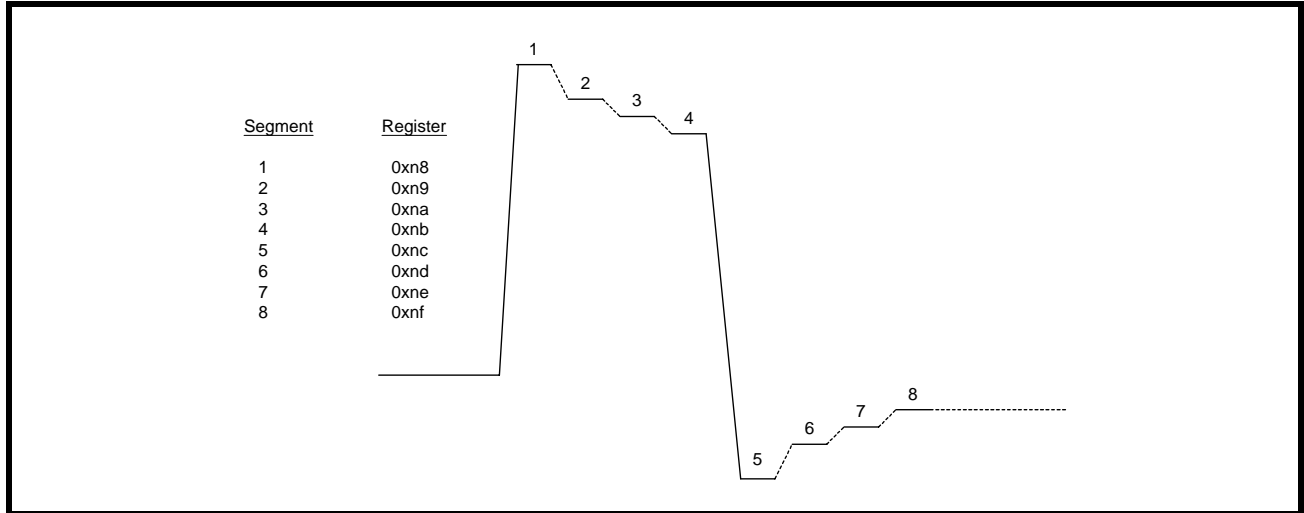 Segment Register
1 0xn8
2 0xn9
3 0xna
4 0xnb
5 0xnc
6 0xnd
7 0xne
8 0xnf
1
2
3
4
5
6
7
8